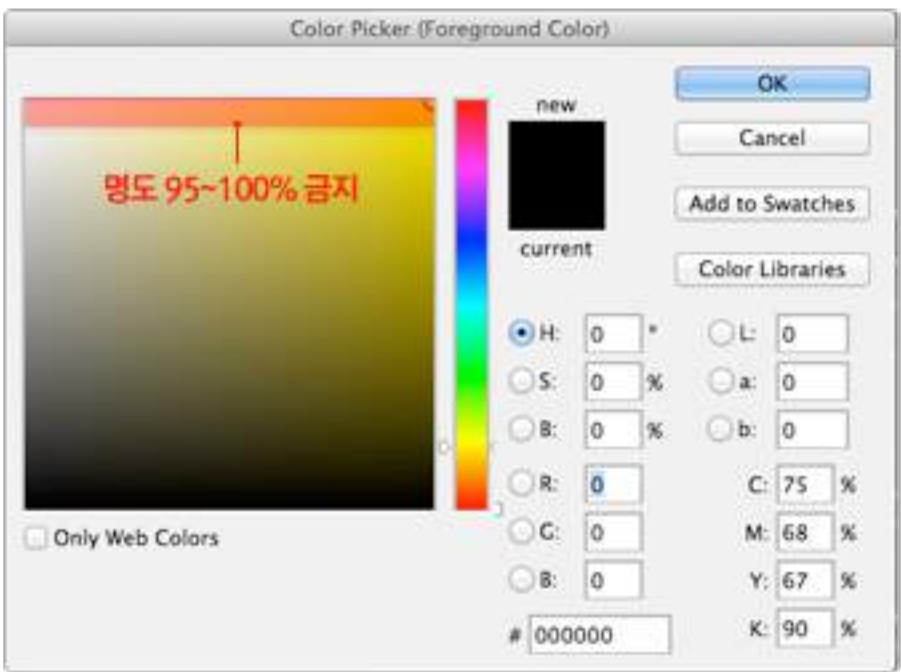 Color Picker (Foreground Color)
OK
new
Cancel
명도 95~100% 금지
Add to Swatches
current
Color Libraries
H: 0 °
L: 0
S: 0 %
a: 0
B: 0 %
b: 0
R: 0
C: 75 %
Only Web Colors
G: 0
M: 68 %
B: 0
Y: 67 %
# 000000
K: 90 %